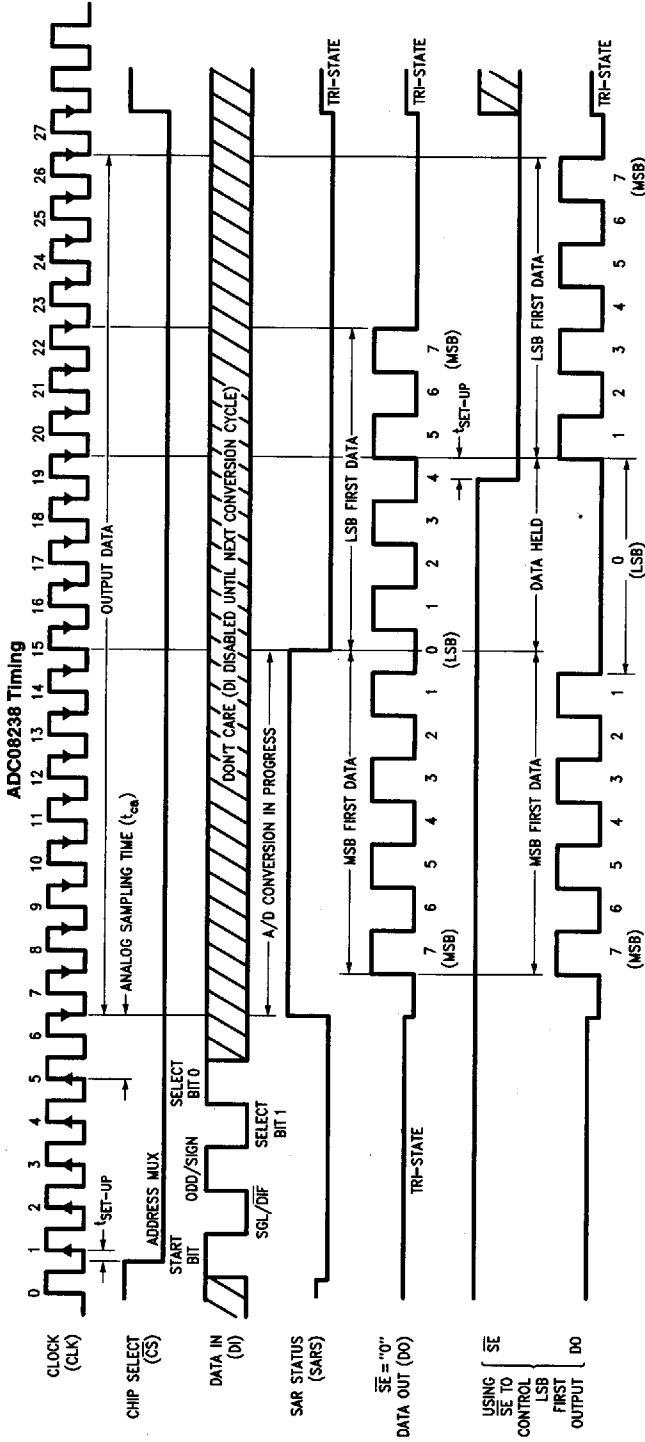 ADC08238 Timing
0 1 2 3 4 5 6 7 8 9 10 11 12 13 14 15 16 17 18 19 20 21 22 23 24 25 26 27
CLOCK
(CLK)
tSET-UP
ANALOG SAMPLING TIME (tca)
OUTPUT DATA
CHIP SELECT
(CS)
ADDRESS MUX
START
BIT
ODD/SIGN
SELECT
BIT 0
DATA IN
(DI)
SGL/DIF
SELECT
BIT 1
DON'T CARE (DI DISABLED UNTIL NEXT CONVERSION CYCLE)
A/D CONVERSION IN PROGRESS
SAR STATUS
(SARS)
TRI-STATE
MSB FIRST DATA
LSB FIRST DATA
SE = "0"
DATA OUT (DO)
TRI-STATE
TRI-STATE
7 6 5 4 3 2 1 0 1 2 3 4 5 6 7
(MSB)
(LSB)
(MSB)
tSET-UP
USING
SE TO
CONTROL
LSB
FIRST
OUTPUT
SE
MSB FIRST DATA
DATA HELD
LSB FIRST DATA
DO
TRI-STATE
7 6 5 4 3 2 1 0 1 2 3 4 5 6 7
(MSB)
(LSB)
(MSB)